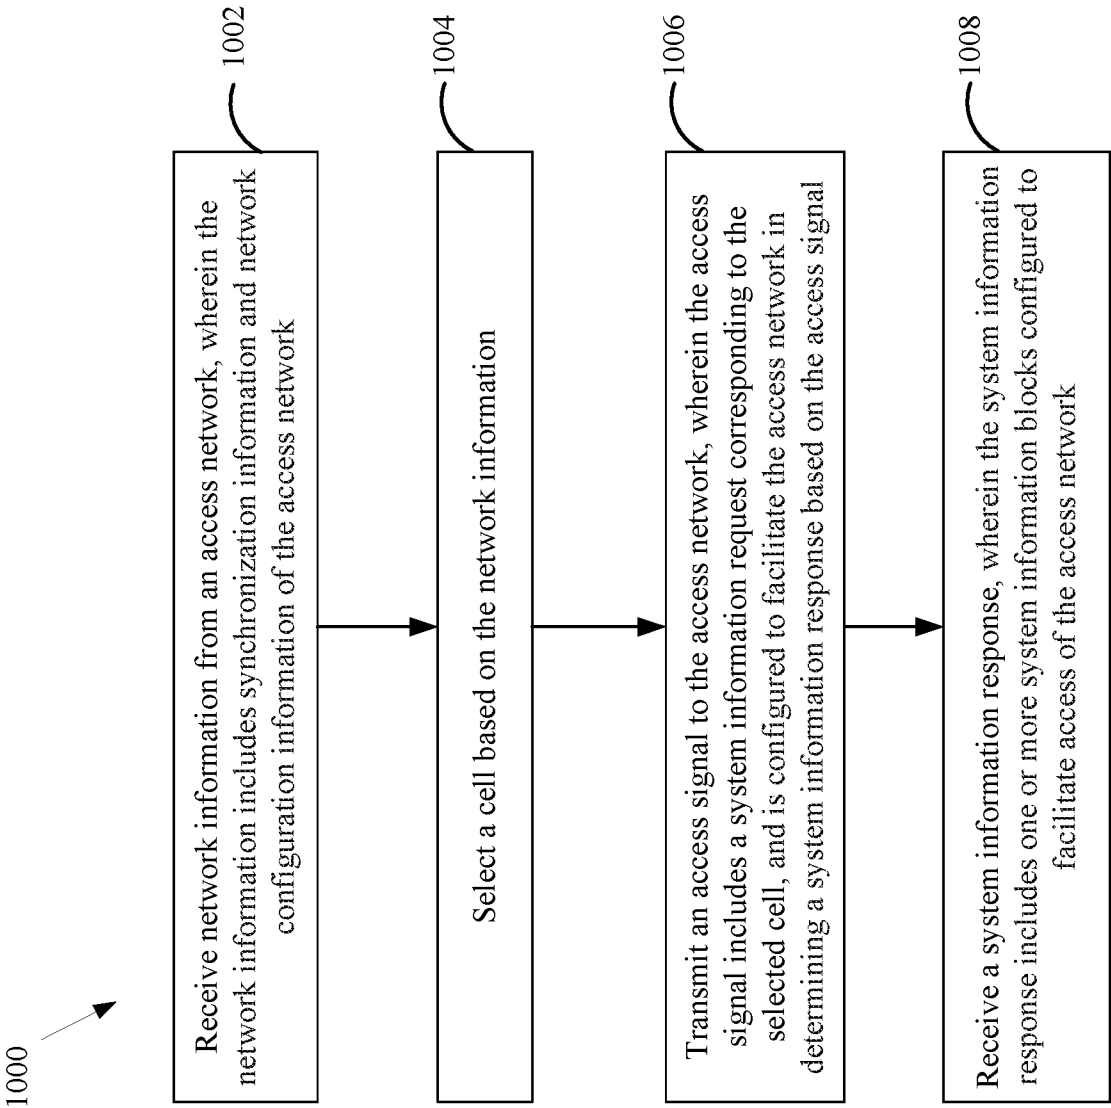 1000
1002
Receive network information from an access network, wherein the
network information includes synchronization information and network
configuration information of the access network
1004
Select a cell based on the network information
1006
Transmit an access signal to the access network, wherein the access
signal includes a system information request corresponding to the
selected cell, and is configured to facilitate the access network in
determining a system information response based on the access signal
1008
Receive a system information response, wherein the system information
response includes one or more system information blocks configured to
facilitate access of the access network